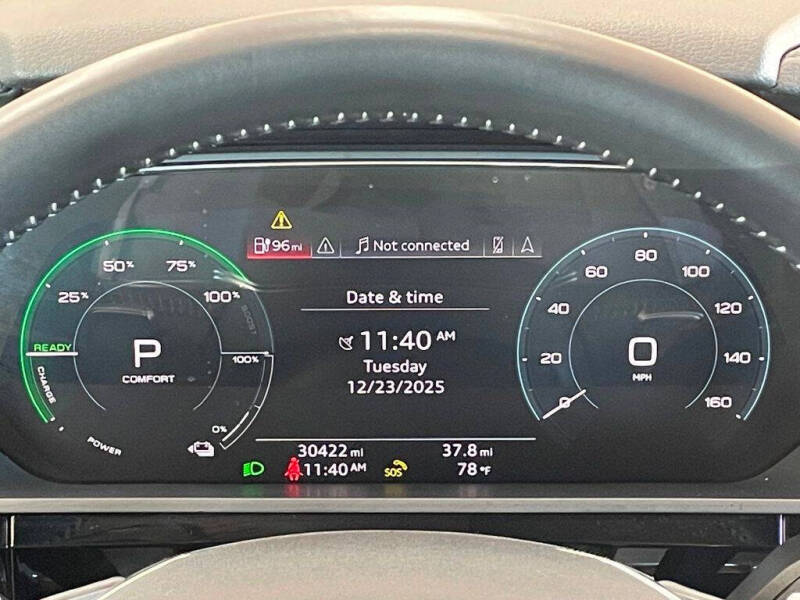 96 mi
Not connected
50%
75%
25%
100%
BOOST
READY
P
COMFORT
100%
CHARGE
0%
POWER
Date & time
11:40 AM
Tuesday
12/23/2025
80
60
100
40
120
20
0
140
MPH
0
160
30422 mi
37.8 mi
11:40 AM
SOS
78 °F